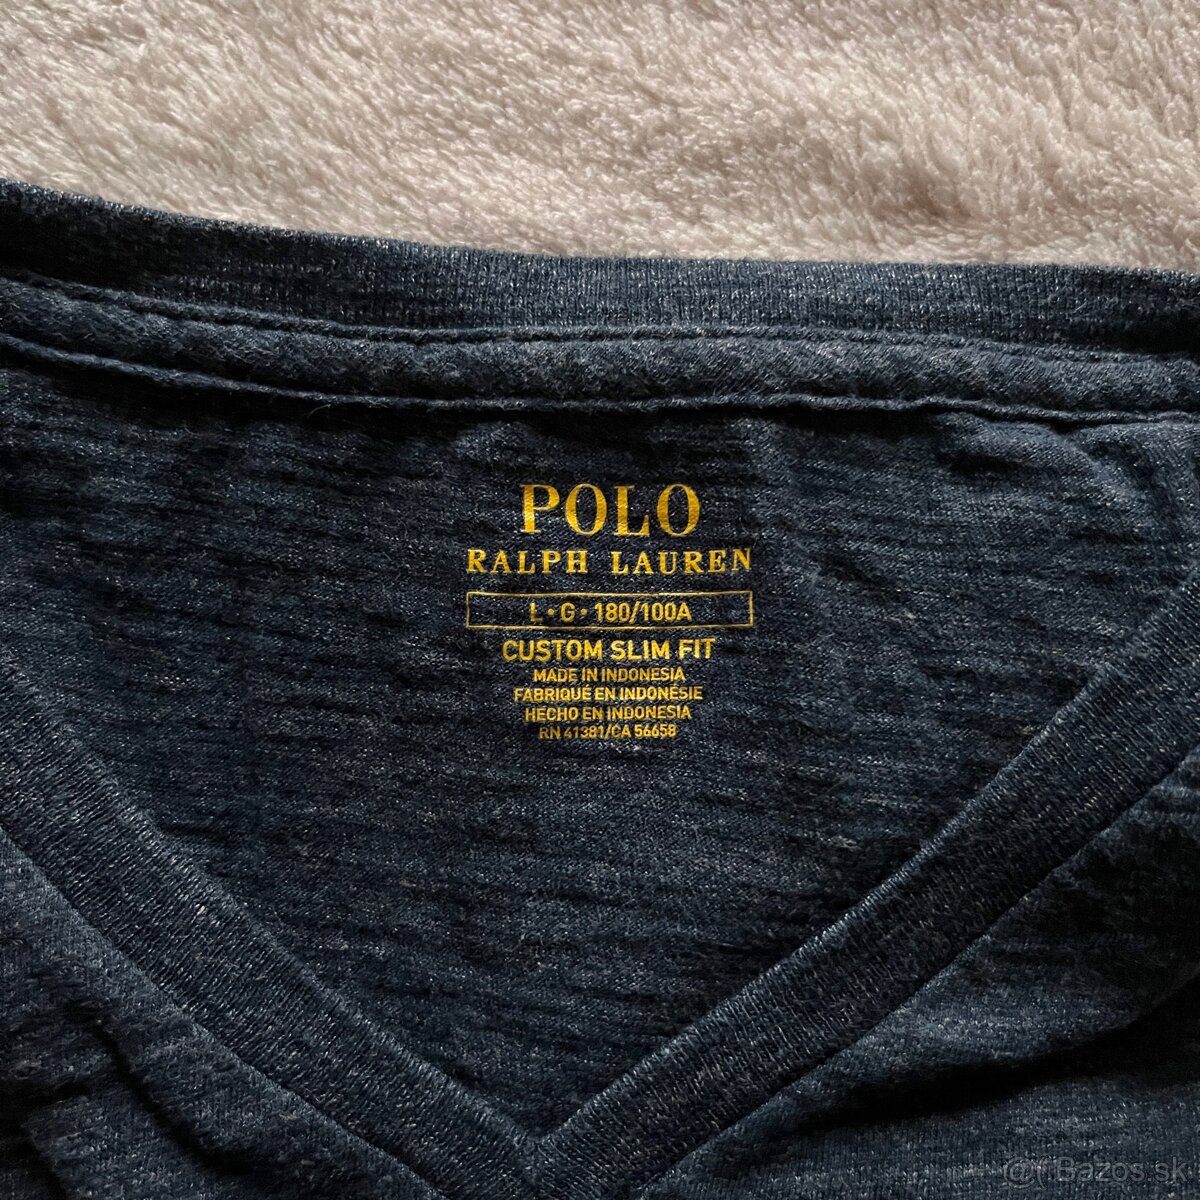 POLO
RALPH LAUREN
L • G • 180/100A
CUSTOM SLIM FIT
MADE IN INDONESIA
FABRIQUÉ EN INDONÉSIE
HECHO EN INDONESIA
RN 41381/CA 56658
Bazos.sk